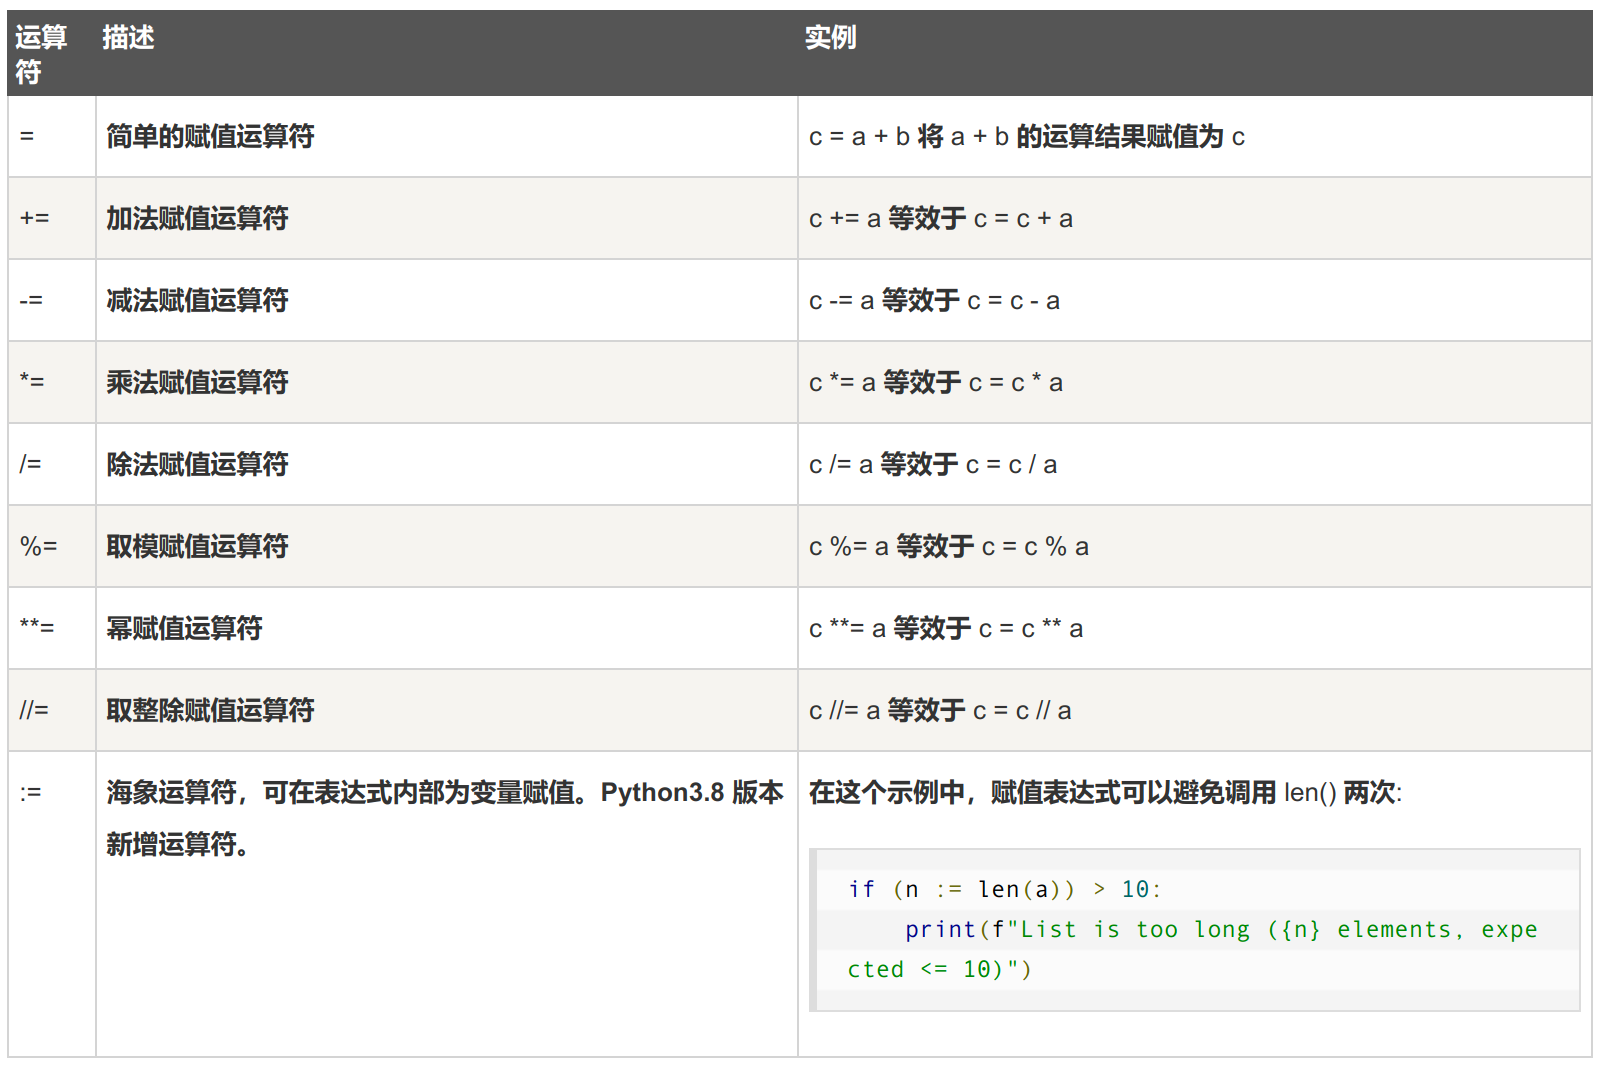 运算
符
描述
实例
=
简单的赋值运算符
c = a + b 将 a + b 的运算结果赋值为 c
+=
加法赋值运算符
c += a 等效于 c = c + a
-=
减法赋值运算符
c -= a 等效于 c = c - a
*=
乘法赋值运算符
c *= a 等效于 c = c * a
/=
除法赋值运算符
c /= a 等效于 c = c / a
%=
取模赋值运算符
c %= a 等效于 c = c % a
**=
幂赋值运算符
c **= a 等效于 c = c ** a
//=
取整除赋值运算符
c //= a 等效于 c = c // a
:=
海象运算符，可在表达式内部为变量赋值。Python3.8 版本
新增运算符。
在这个示例中，赋值表达式可以避免调用 len() 两次:
if (n := len(a)) > 10:
    print(f"List is too long ({n} elements, expe
cted <= 10)")